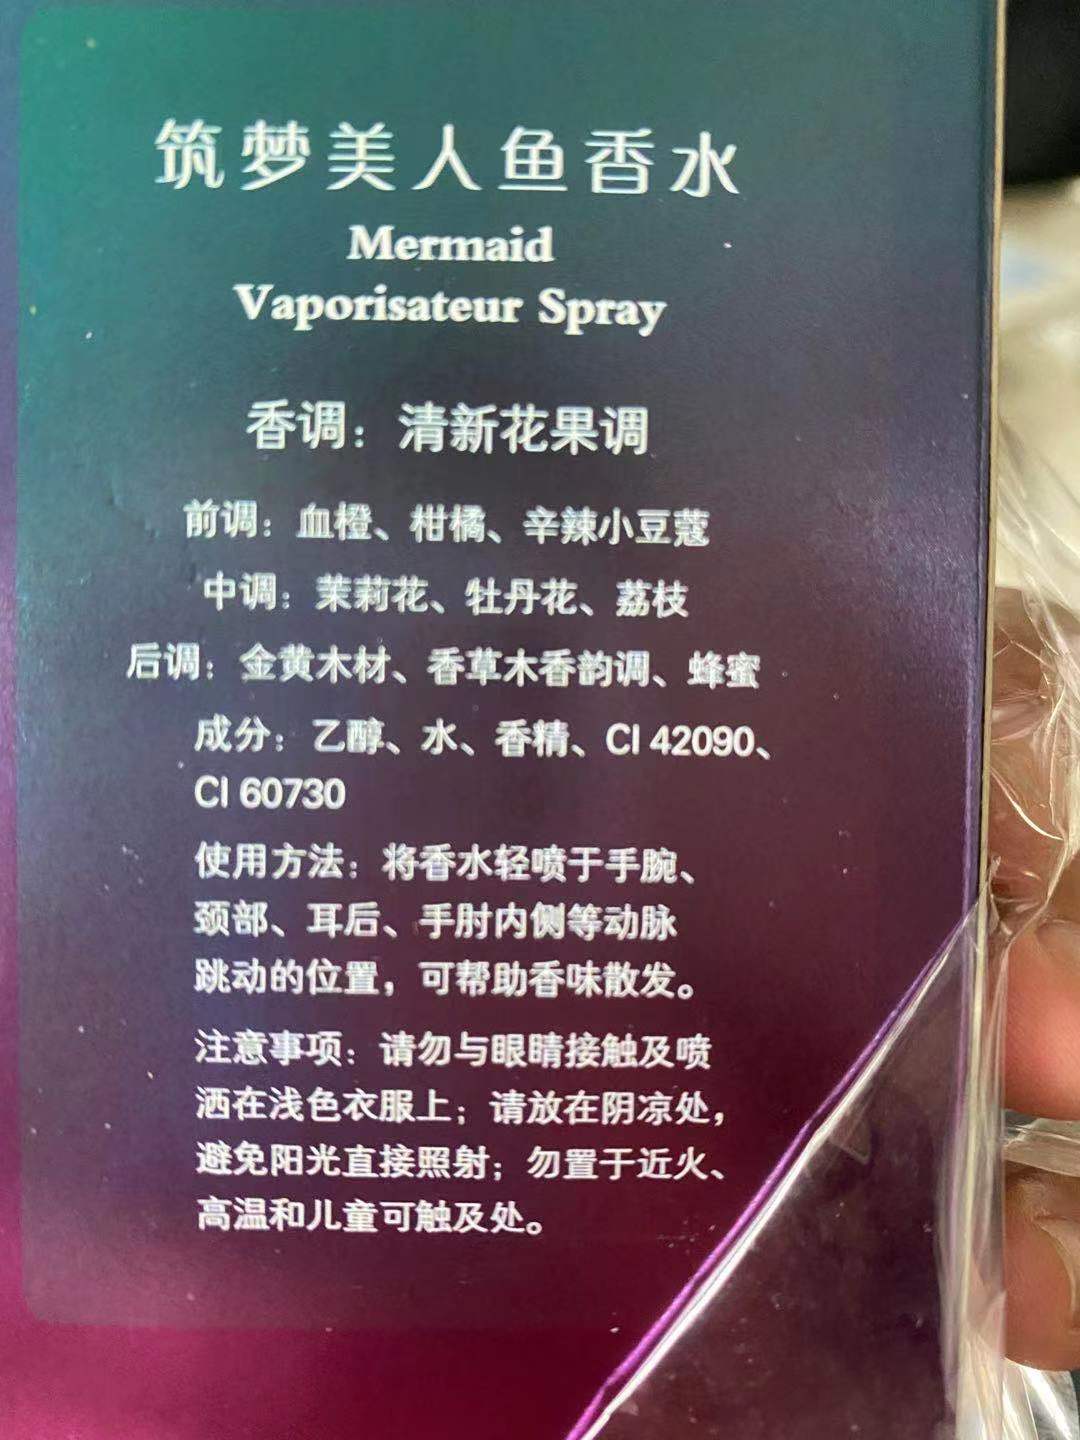 筑梦美人鱼香水
Mermaid
Vaporisateur Spray
香调：清新花果调
前调：血橙、柑橘、辛辣小豆蔻
中调：茉莉花、牡丹花、荔枝
后调：金黄木材、香草木香韵调、蜂蜜
成分：乙醇、水、香精、CI 42090、
CI 60730
使用方法：将香水轻喷于手腕、
颈部、耳后、手肘内侧等动脉
跳动的位置，可帮助香味散发。
注意事项：请勿与眼睛接触及喷
洒在浅色衣服上；请放在阴凉处，
避免阳光直接照射；勿置于近火、
高温和儿童可触及处。